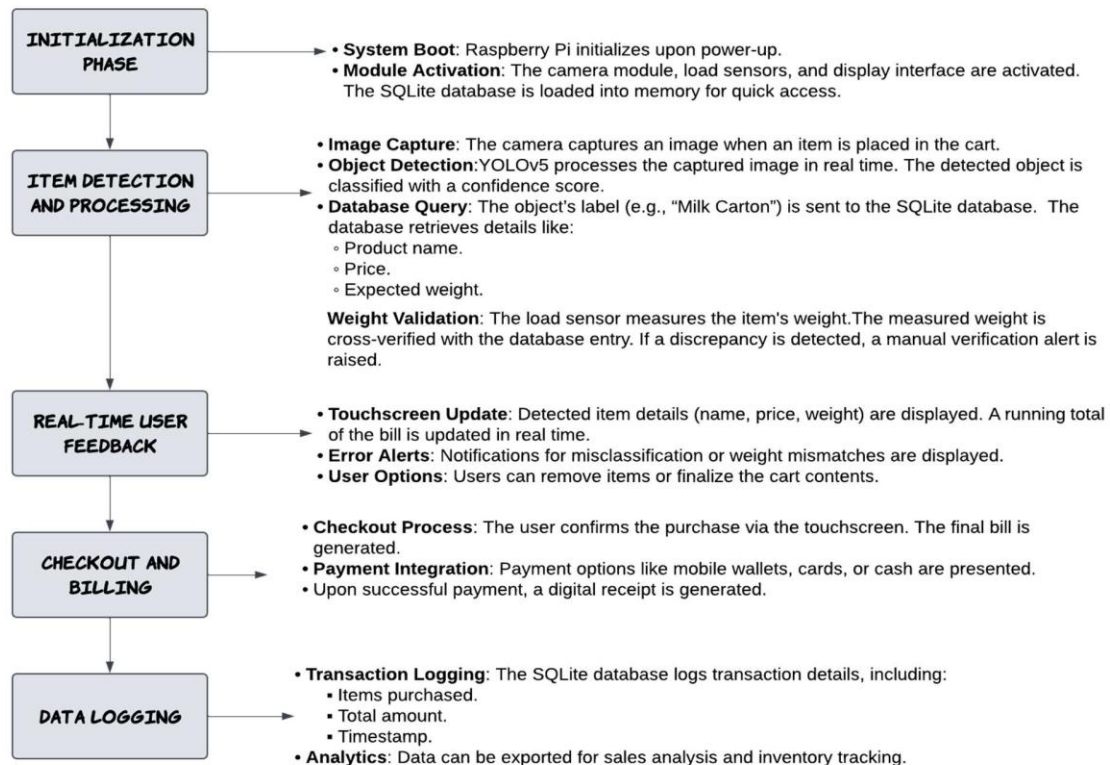 INITIALIZATION
PHASE
• System Boot: Raspberry Pi initializes upon power-up.
• Module Activation: The camera module, load sensors, and display interface are activated.
The SQLite database is loaded into memory for quick access.
ITEM DETECTION
AND PROCESSING
• Image Capture: The camera captures an image when an item is placed in the cart.
• Object Detection:YOLOv5 processes the captured image in real time. The detected object is
classified with a confidence score.
• Database Query: The object's label (e.g., “Milk Carton”) is sent to the SQLite database.  The
database retrieves details like:
◦ Product name.
◦ Price.
◦ Expected weight.
Weight Validation: The load sensor measures the item's weight.The measured weight is
cross-verified with the database entry. If a discrepancy is detected, a manual verification alert is
raised.
REAL-TIME USER
FEEDBACK
• Touchscreen Update: Detected item details (name, price, weight) are displayed. A running total
of the bill is updated in real time.
• Error Alerts: Notifications for misclassification or weight mismatches are displayed.
• User Options: Users can remove items or finalize the cart contents.
CHECKOUT AND
BILLING
• Checkout Process: The user confirms the purchase via the touchscreen. The final bill is
generated.
• Payment Integration: Payment options like mobile wallets, cards, or cash are presented.
• Upon successful payment, a digital receipt is generated.
DATA LOGGING
• Transaction Logging: The SQLite database logs transaction details, including:
▪ Items purchased.
▪ Total amount.
▪ Timestamp.
• Analytics: Data can be exported for sales analysis and inventory tracking.